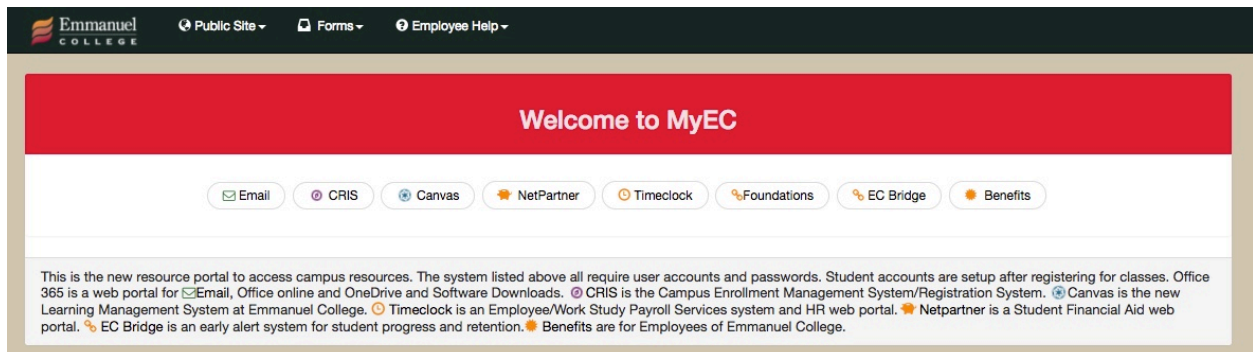 Emmanuel
COLLEGE
Public Site
Forms
Employee Help
Welcome to MyEC
Email
CRIS
Canvas
NetPartner
Timeclock
Foundations
EC Bridge
Benefits
This is the new resource portal to access campus resources. The system listed above all require user accounts and passwords. Student accounts are setup after registering for classes. Office
365 is a web portal for Email, Office online and OneDrive and Software Downloads. CRIS is the Campus Enrollment Management System/Registration System. Canvas is the new
Learning Management System at Emmanuel College. Timeclock is an Employee/Work Study Payroll Services system and HR web portal. Netpartner is a Student Financial Aid web
portal. EC Bridge is an early alert system for student progress and retention. Benefits are for Employees of Emmanuel College.